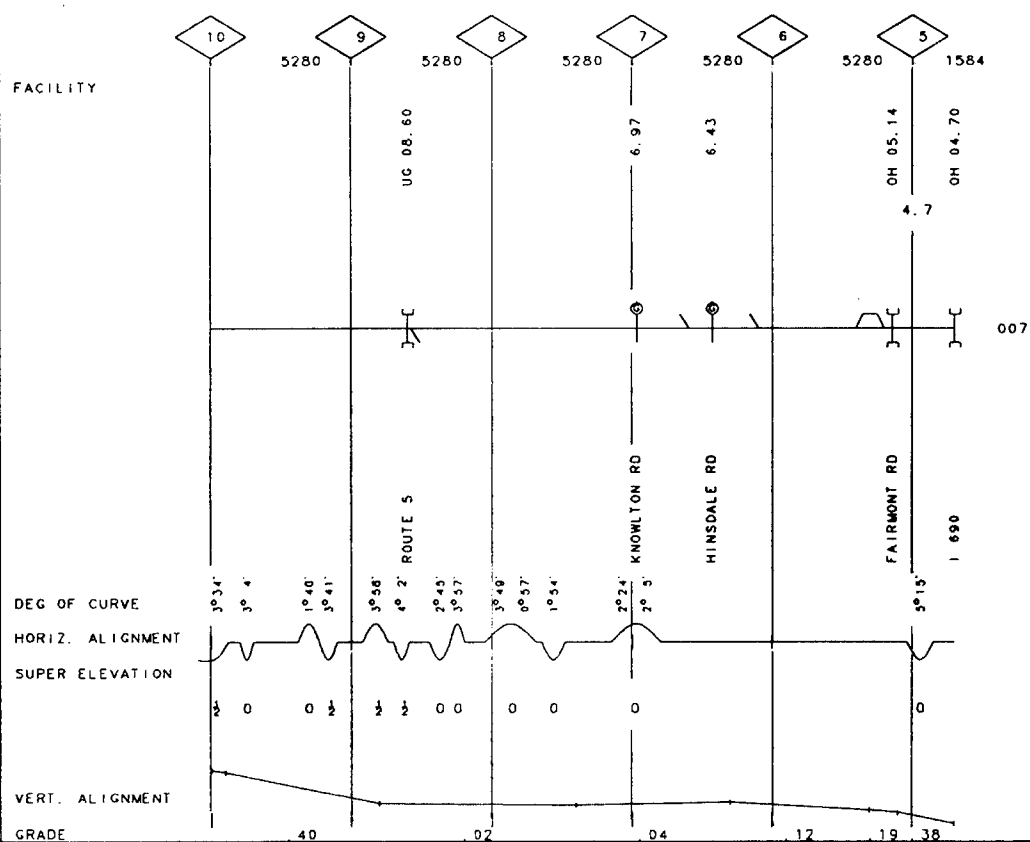 10 9 8 7 6 5
5280 5280 5280 5280 5280 1584
FACILITY
UG 08.60
6.97
6.43
OH 05.14
OH 04.70
4.7
G G
007
ROUTE 5
KNOWLTON RD
HINSDALE RD
FAIRMONT RD
I 690
DEG OF CURVE
3°34' 3° 4' 1°40' 3°41' 3°58' 4° 2' 2°45' 3°57' 3°49' 0°57' 1°54' 2°24' 2° 5' 5°15'
HORIZ. ALIGNMENT
SUPER ELEVATION
½ 0 0 ½ ½ ½ 0 0 0 0 0 0
VERT. ALIGNMENT
GRADE .40 .02 .04 .12 .19 .38